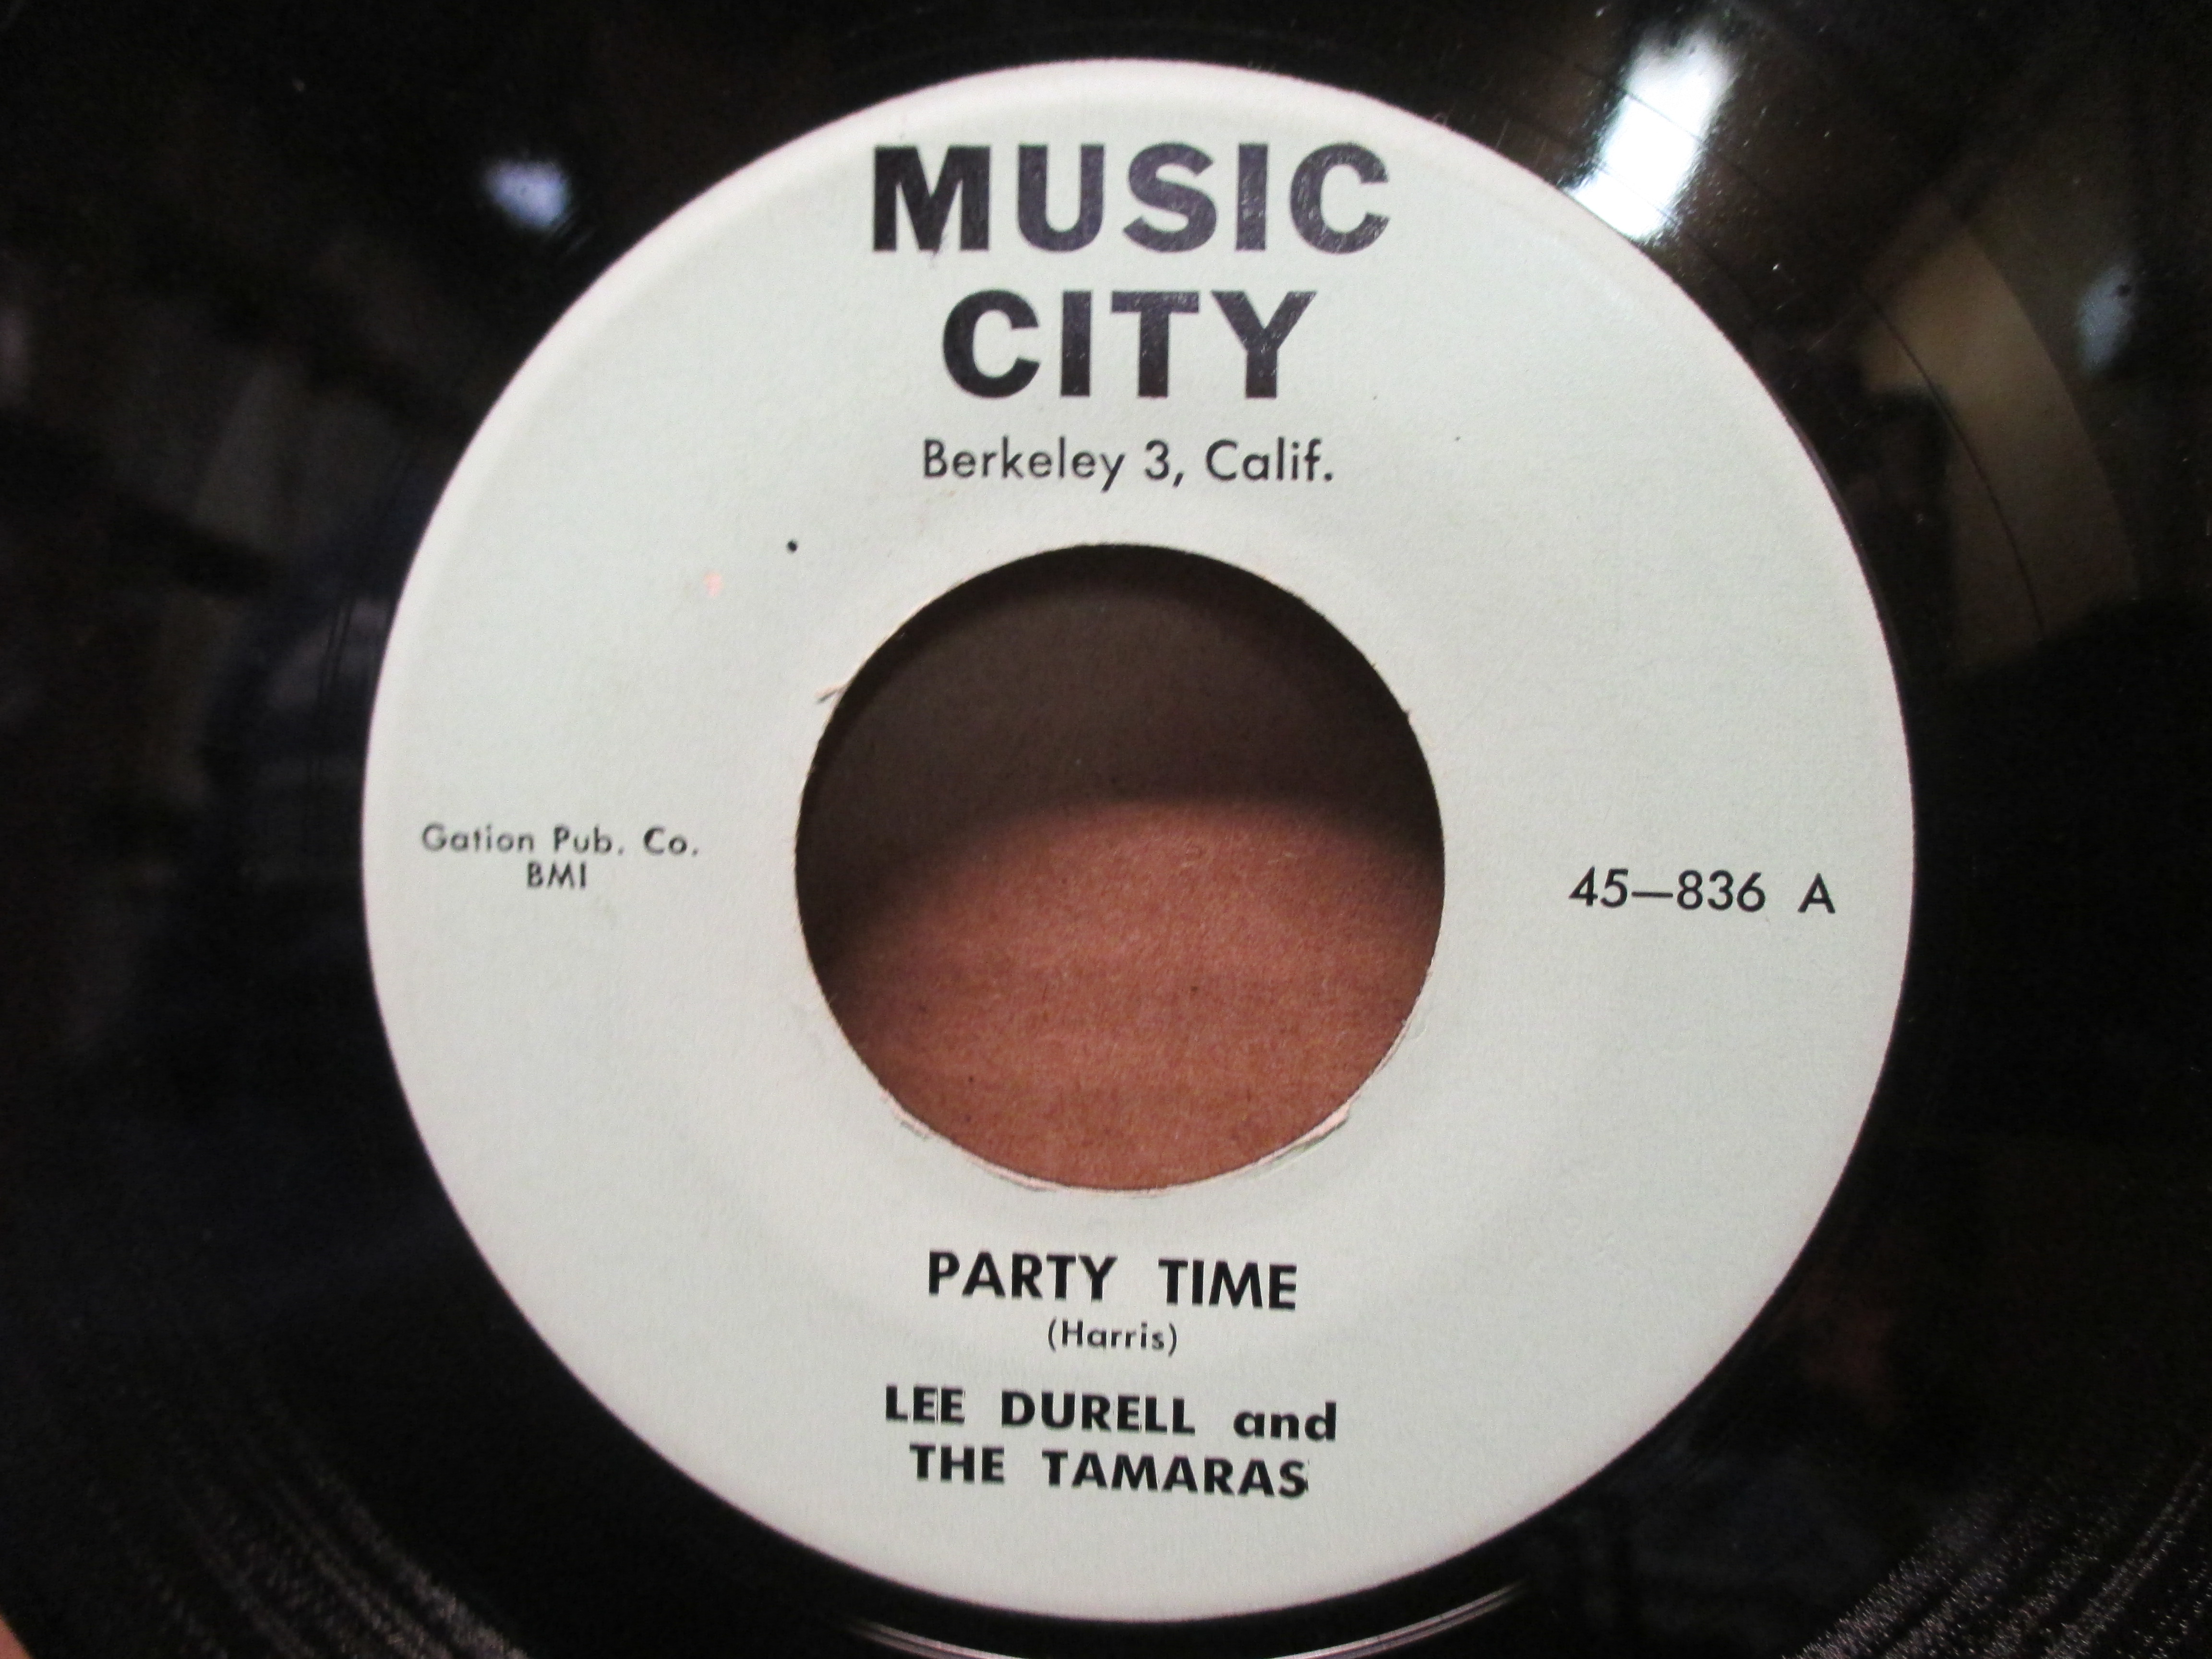 MUSIC
CITY
Berkeley 3, Calif.
Gation Pub. Co.
BMI
45—836 A
PARTY TIME
(Harris)
LEE DURELL and
THE TAMARAS